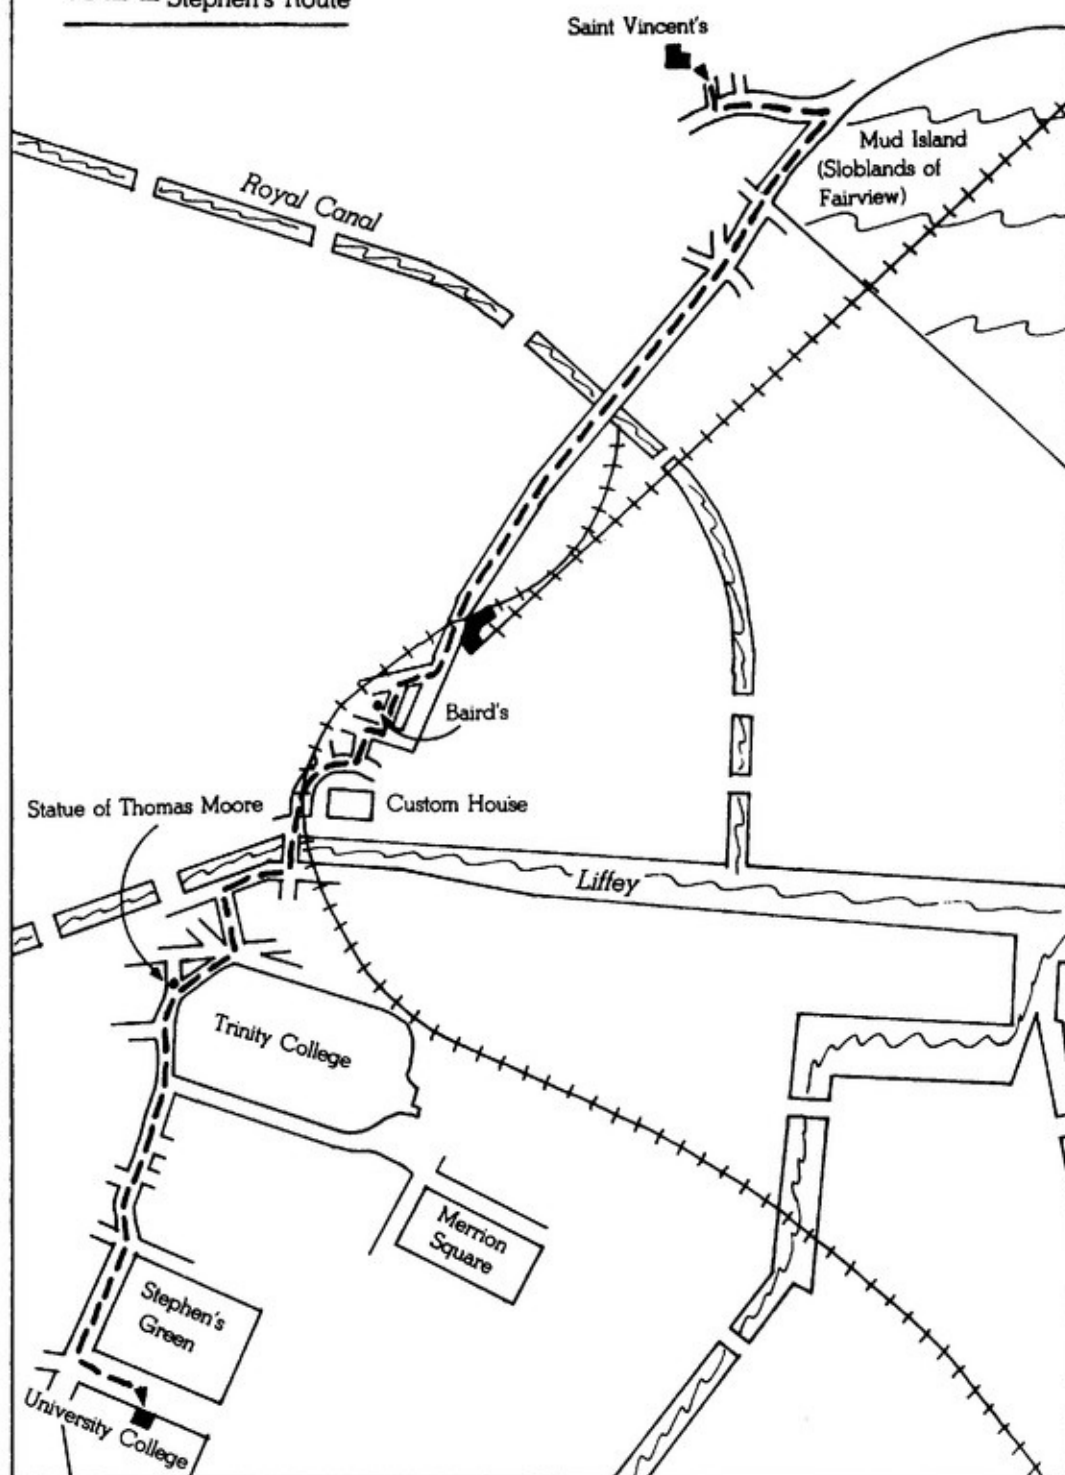 Stephen's Route
Saint Vincent's
Mud Island
(Sloblands of
Fairview)
Royal Canal
Baird's
Statue of Thomas Moore
Custom House
Liffey
Trinity College
Merrion
Square
Stephen's
Green
University College